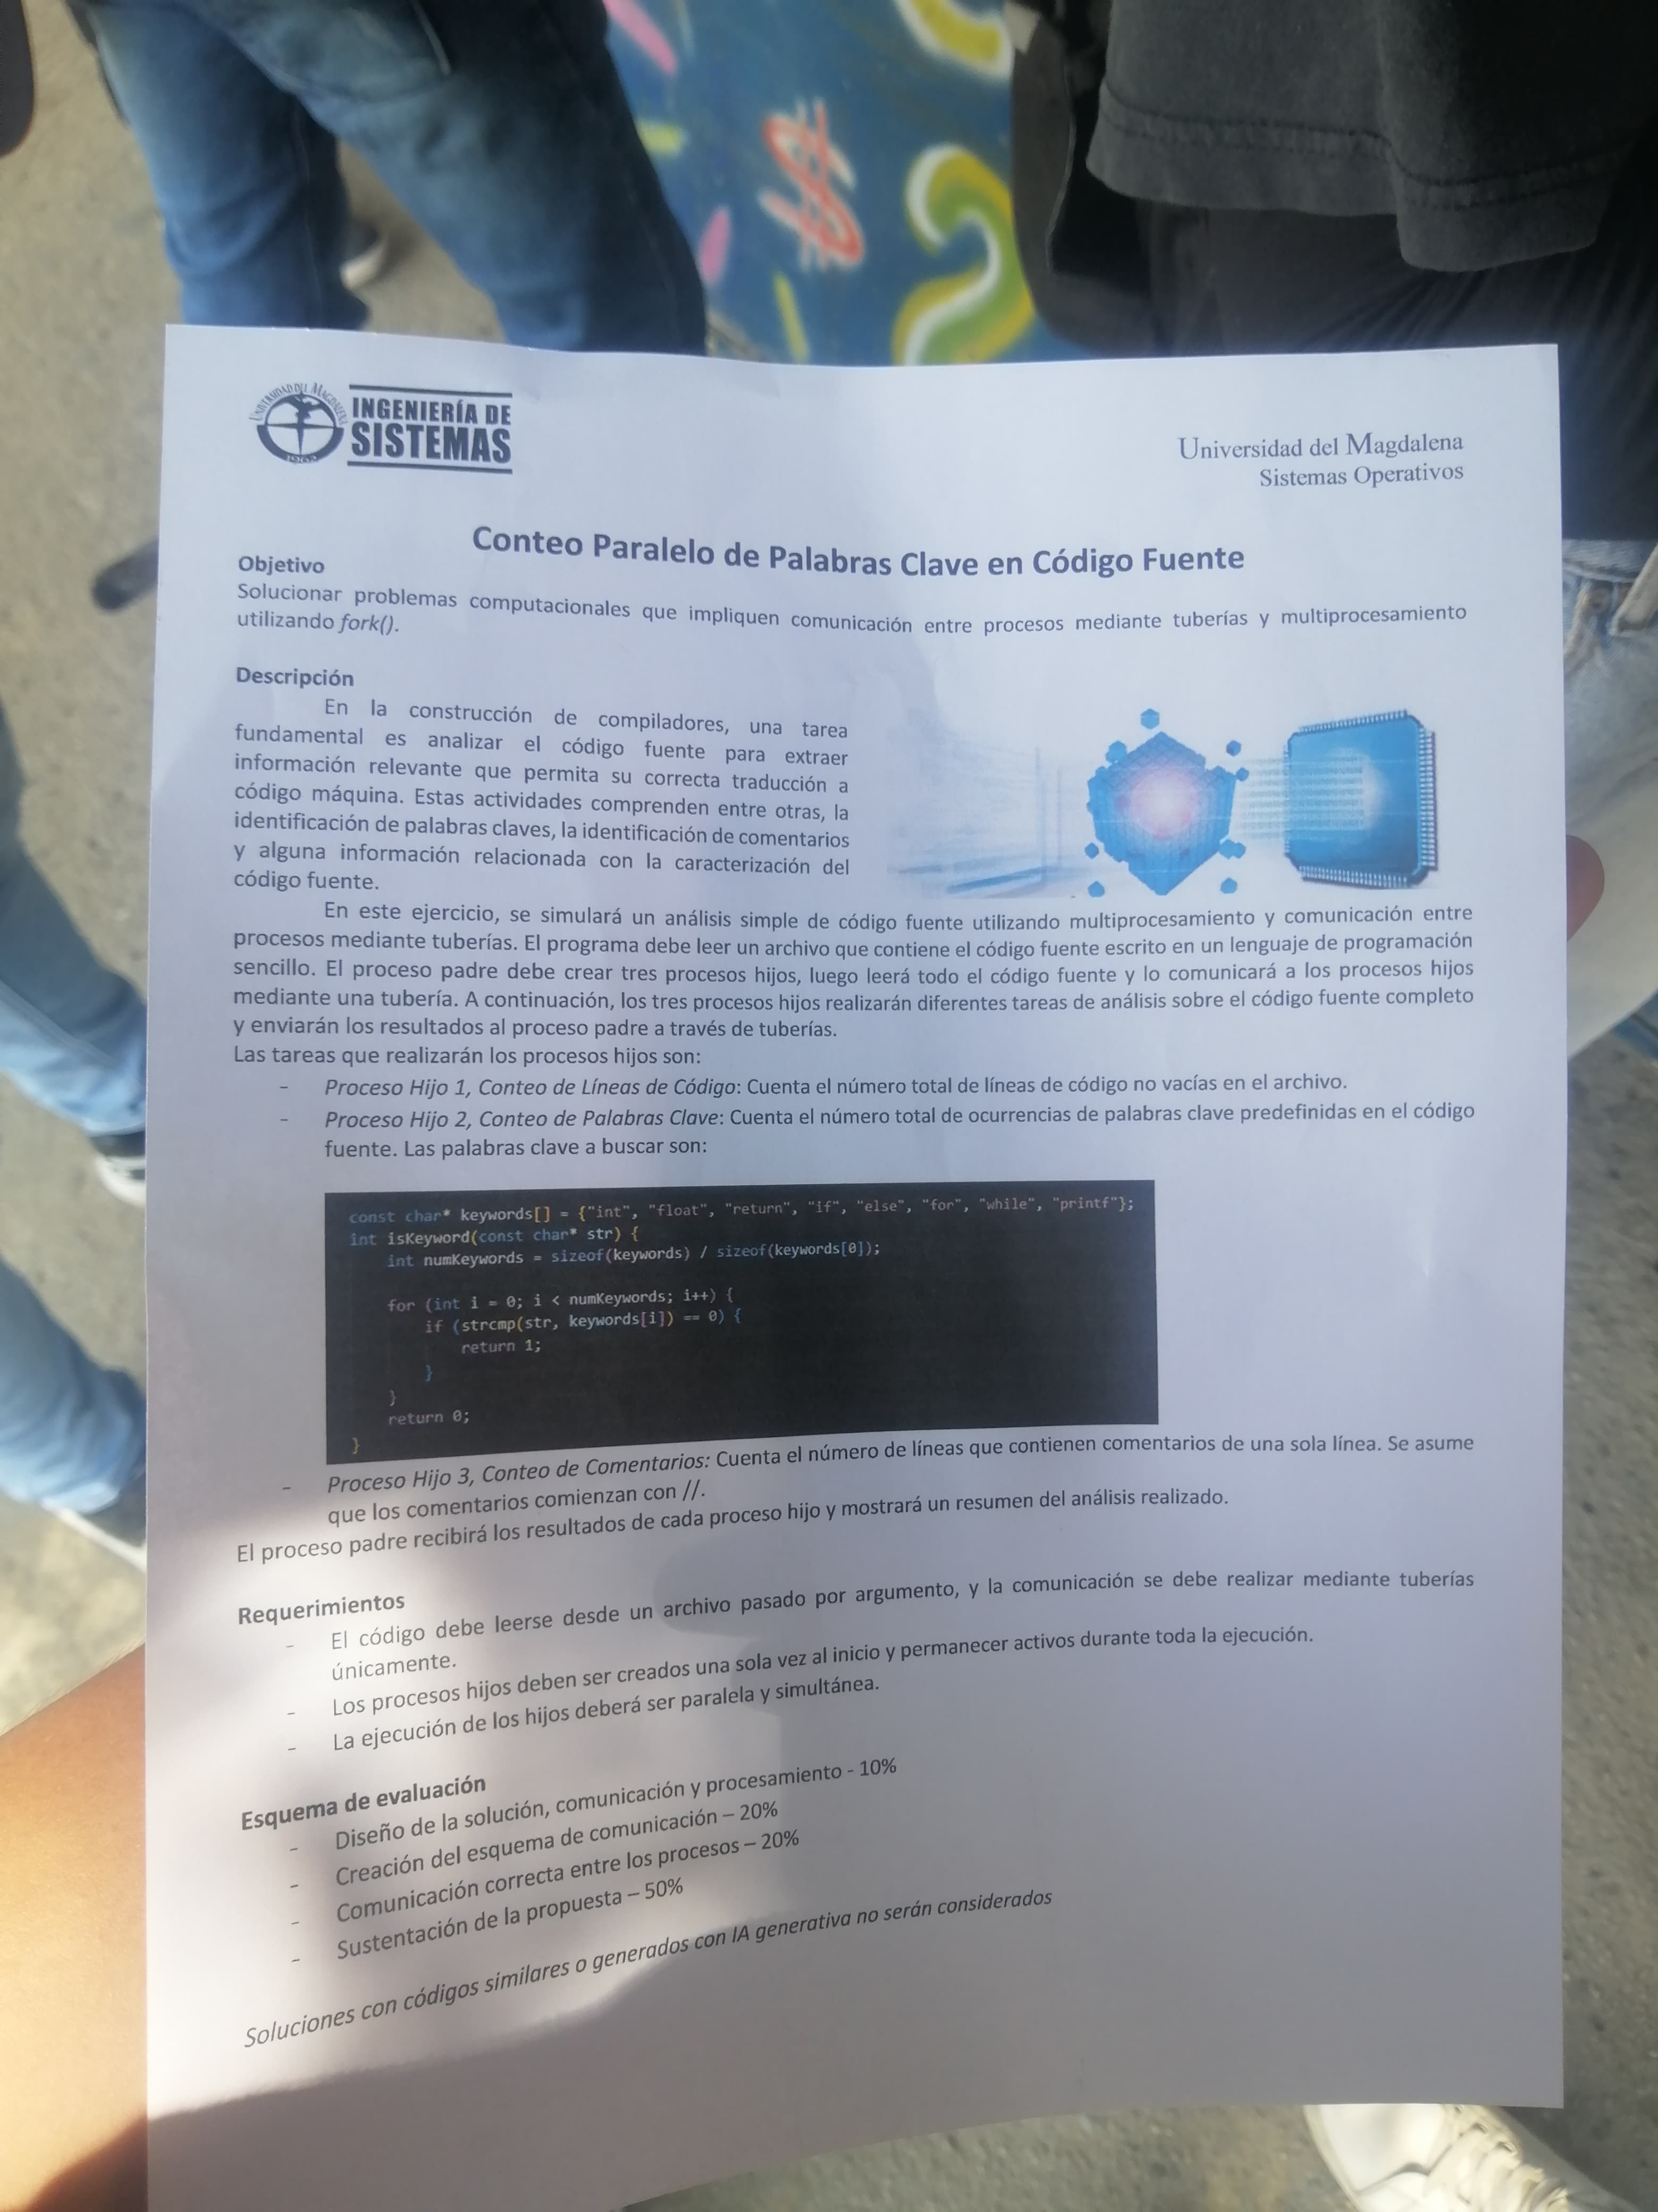 UNIVERSIDAD DEL MAGDALENA
1962
INGENIERÍA DE
SISTEMAS
Universidad del Magdalena
Sistemas Operativos
Conteo Paralelo de Palabras Clave en Código Fuente
Objetivo
Solucionar problemas computacionales que impliquen comunicación entre procesos mediante tuberías y multiprocesamiento
utilizando fork().
Descripción
En la construcción de compiladores, una tarea
fundamental es analizar el código fuente para extraer
información relevante que permita su correcta traducción a
código máquina. Estas actividades comprenden entre otras, la
identificación de palabras claves, la identificación de comentarios
y alguna información relacionada con la caracterización del
código fuente.
En este ejercicio, se simulará un análisis simple de código fuente utilizando multiprocesamiento y comunicación entre
procesos mediante tuberías. El programa debe leer un archivo que contiene el código fuente escrito en un lenguaje de programación
sencillo. El proceso padre debe crear tres procesos hijos, luego leerá todo el código fuente y lo comunicará a los procesos hijos
mediante una tubería. A continuación, los tres procesos hijos realizarán diferentes tareas de análisis sobre el código fuente completo
y enviarán los resultados al proceso padre a través de tuberías.
Las tareas que realizarán los procesos hijos son:
- Proceso Hijo 1, Conteo de Líneas de Código: Cuenta el número total de líneas de código no vacías en el archivo.
- Proceso Hijo 2, Conteo de Palabras Clave: Cuenta el número total de ocurrencias de palabras clave predefinidas en el código
fuente. Las palabras clave a buscar son:
const char* keywords[] = {"int", "float", "return", "if", "else", "for", "while", "printf"};
int isKeyword(const char* str) {
int numKeywords = sizeof(keywords) / sizeof(keywords[0]);
for (int i = 0; i < numKeywords; i++) {
if (strcmp(str, keywords[i]) == 0) {
return 1;
}
}
return 0;
}
- Proceso Hijo 3, Conteo de Comentarios: Cuenta el número de líneas que contienen comentarios de una sola línea. Se asume
que los comentarios comienzan con //.
El proceso padre recibirá los resultados de cada proceso hijo y mostrará un resumen del análisis realizado.
Requerimientos
- El código debe leerse desde un archivo pasado por argumento, y la comunicación se debe realizar mediante tuberías
únicamente.
- Los procesos hijos deben ser creados una sola vez al inicio y permanecer activos durante toda la ejecución.
- La ejecución de los hijos deberá ser paralela y simultánea.
Esquema de evaluación
- Diseño de la solución, comunicación y procesamiento - 10%
- Creación del esquema de comunicación – 20%
- Comunicación correcta entre los procesos – 20%
- Sustentación de la propuesta – 50%
Soluciones con códigos similares o generados con IA generativa no serán considerados